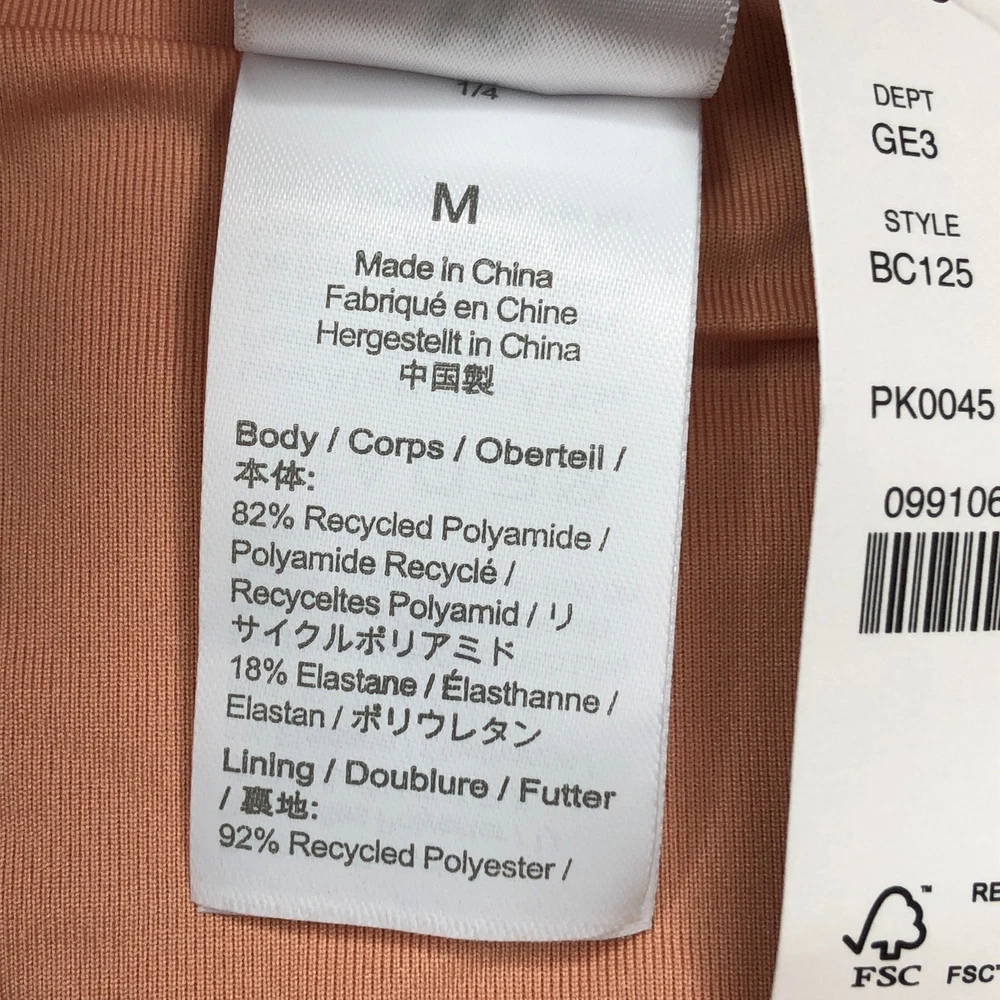 1/4
M
Made in China
Fabriqué en Chine
Hergestellt in China
中国製
Body / Corps / Oberteil /
本体:
82% Recycled Polyamide /
Polyamide Recyclé /
Recyceltes Polyamid / リ
サイクルポリアミド
18% Elastane / Élasthanne /
Elastan / ポリウレタン
Lining / Doublure / Futter
/ 裏地:
92% Recycled Polyester /
DEPT
GE3
STYLE
BC125
PK0045
099106
™
FSC
RE
FSC